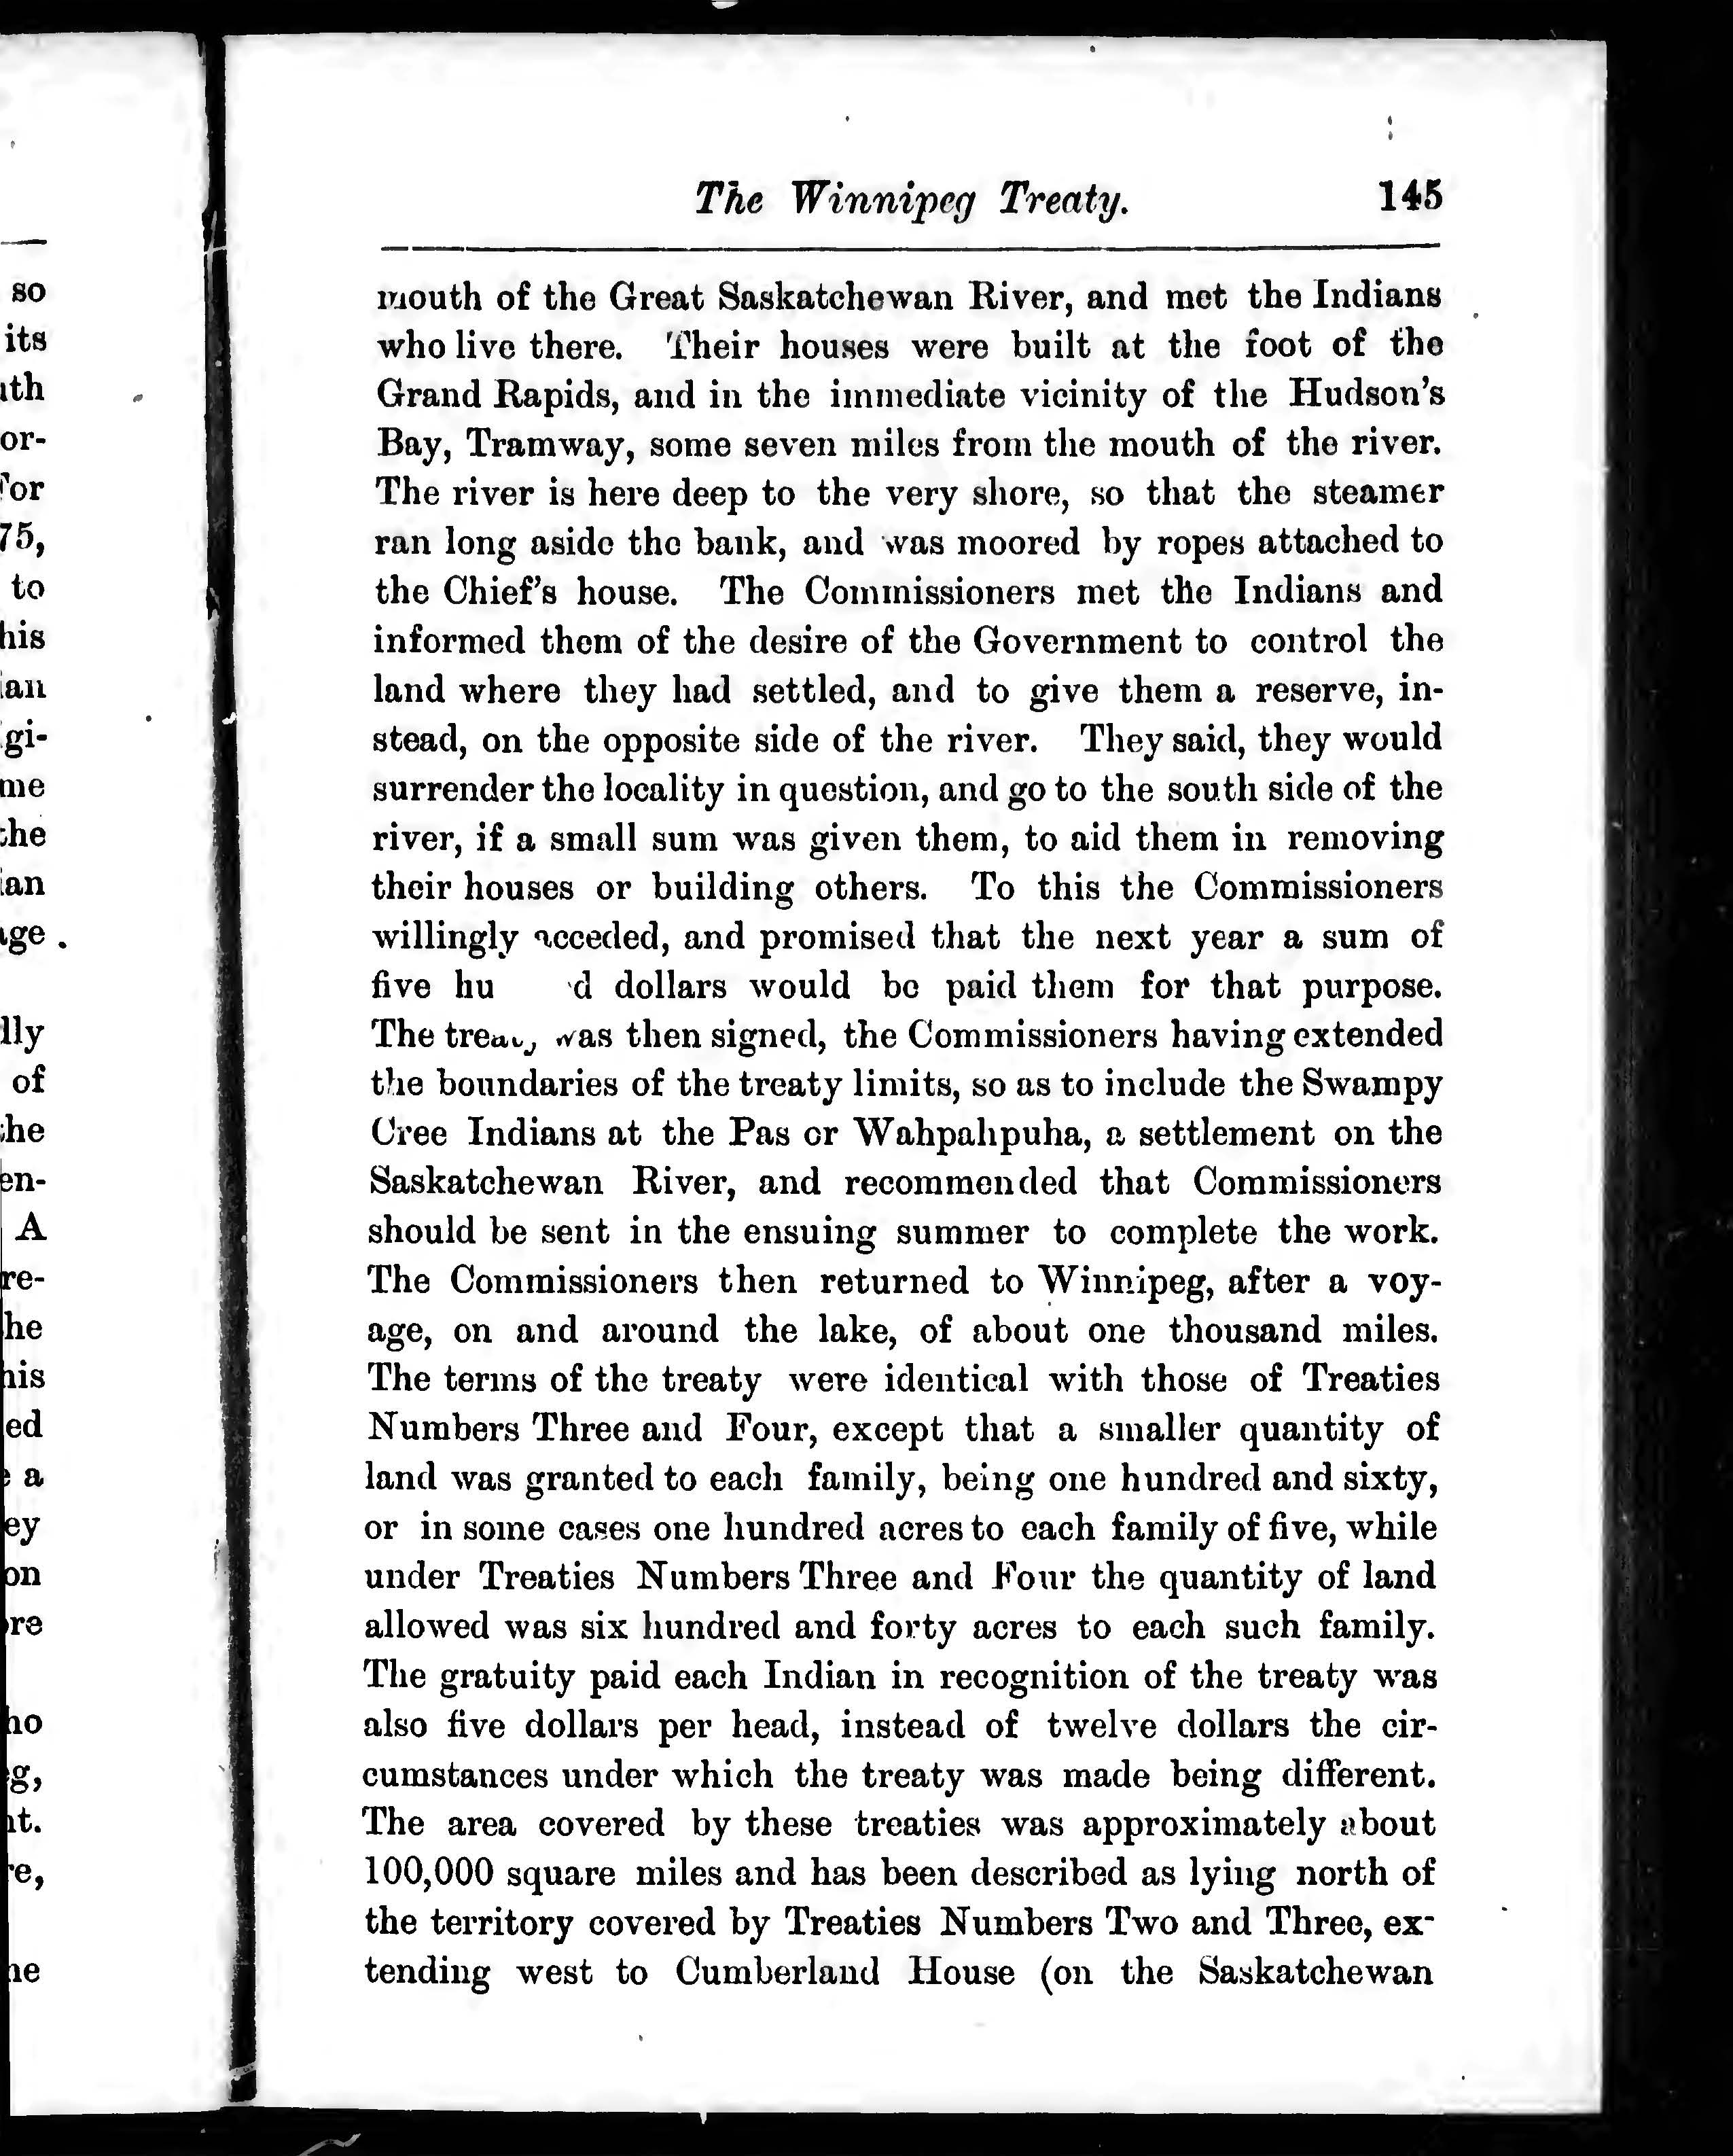 The Winnipeg Treaty. 145
mouth of the Great Saskatchewan River, and met the Indians
who live there. Their houses were built at the foot of the
Grand Rapids, and in the immediate vicinity of the Hudson's
Bay, Tramway, some seven miles from the mouth of the river.
The river is here deep to the very shore, so that the steamer
ran long aside the bank, and was moored by ropes attached to
the Chief's house. The Commissioners met the Indians and
informed them of the desire of the Government to control the
land where they had settled, and to give them a reserve, in-
stead, on the opposite side of the river. They said, they would
surrender the locality in question, and go to the south side of the
river, if a small sum was given them, to aid them in removing
their houses or building others. To this the Commissioners
willingly acceded, and promised that the next year a sum of
five hu d dollars would be paid them for that purpose.
The treaty was then signed, the Commissioners having extended
the boundaries of the treaty limits, so as to include the Swampy
Cree Indians at the Pas or Wahpahpuha, a settlement on the
Saskatchewan River, and recommended that Commissioners
should be sent in the ensuing summer to complete the work.
The Commissioners then returned to Winnipeg, after a voy-
age, on and around the lake, of about one thousand miles.
The terms of the treaty were identical with those of Treaties
Numbers Three and Four, except that a smaller quantity of
land was granted to each family, being one hundred and sixty,
or in some cases one hundred acres to each family of five, while
under Treaties Numbers Three and Four the quantity of land
allowed was six hundred and forty acres to each such family.
The gratuity paid each Indian in recognition of the treaty was
also five dollars per head, instead of twelve dollars the cir-
cumstances under which the treaty was made being different.
The area covered by these treaties was approximately about
100,000 square miles and has been described as lying north of
the territory covered by Treaties Numbers Two and Three, ex-
tending west to Cumberland House (on the Saskatchewan